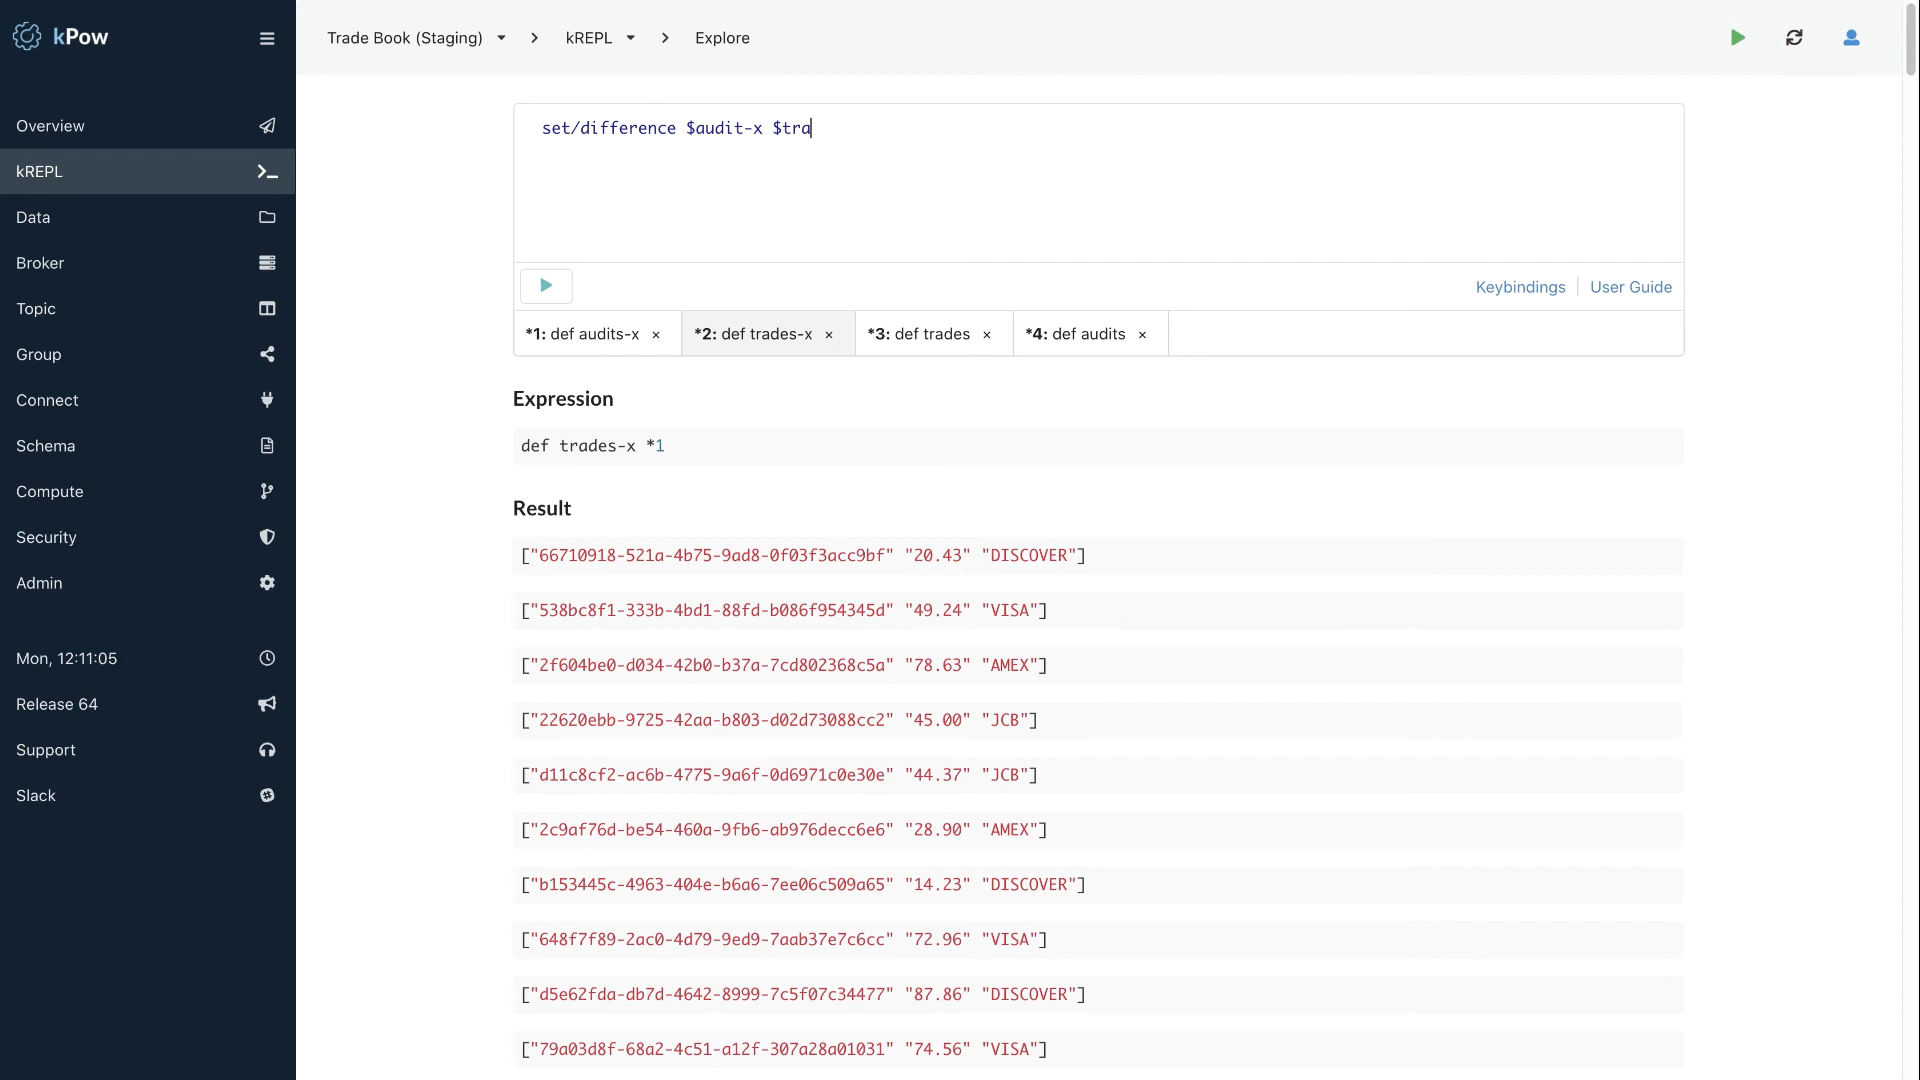 kPow
Trade Book (Staging) kREPL Explore
Overview
kREPL
Data
Broker
Topic
Group
Connect
Schema
Compute
Security
Admin
Mon, 12:11:05
Release 64
Support
Slack
set/difference $audit-x $tra
Keybindings User Guide
*1: def audits-x × *2: def trades-x × *3: def trades × *4: def audits ×
Expression
def trades-x *1
Result
["66710918-521a-4b75-9ad8-0f03f3acc9bf" "20.43" "DISCOVER"]
["538bc8f1-333b-4bd1-88fd-b086f954345d" "49.24" "VISA"]
["2f604be0-d034-42b0-b37a-7cd802368c5a" "78.63" "AMEX"]
["22620ebb-9725-42aa-b803-d02d73088cc2" "45.00" "JCB"]
["d11c8cf2-ac6b-4775-9a6f-0d6971c0e30e" "44.37" "JCB"]
["2c9af76d-be54-460a-9fb6-ab976decc6e6" "28.90" "AMEX"]
["b153445c-4963-404e-b6a6-7ee06c509a65" "14.23" "DISCOVER"]
["648f7f89-2ac0-4d79-9ed9-7aab37e7c6cc" "72.96" "VISA"]
["d5e62fda-db7d-4642-8999-7c5f07c34477" "87.86" "DISCOVER"]
["79a03d8f-68a2-4c51-a12f-307a28a01031" "74.56" "VISA"]